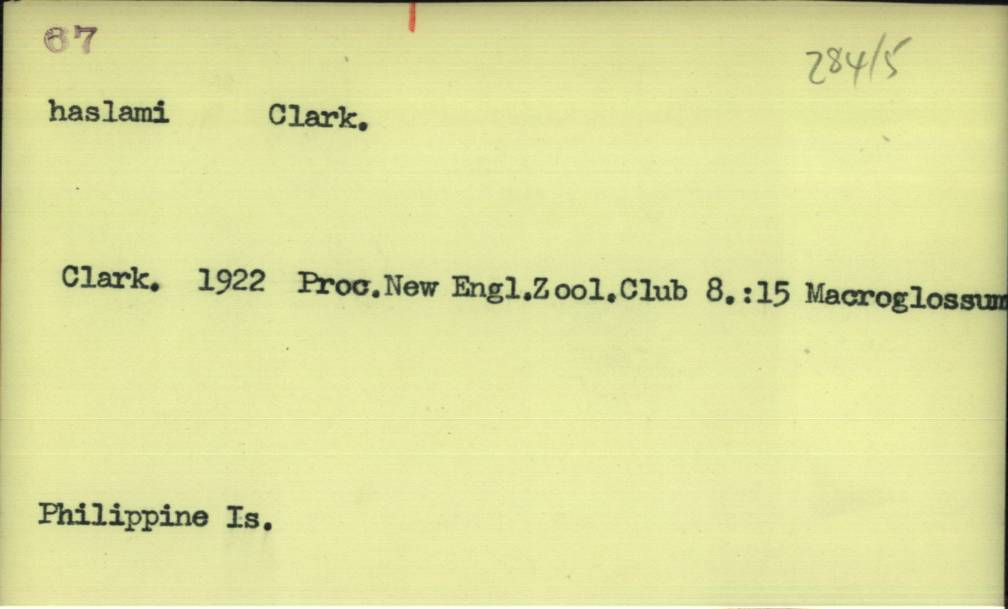 67
284/5
haslami Clark.
Clark. 1922 Proc.New Engl.Zool.Club 8.:15 Macroglossum
Philippine Is.